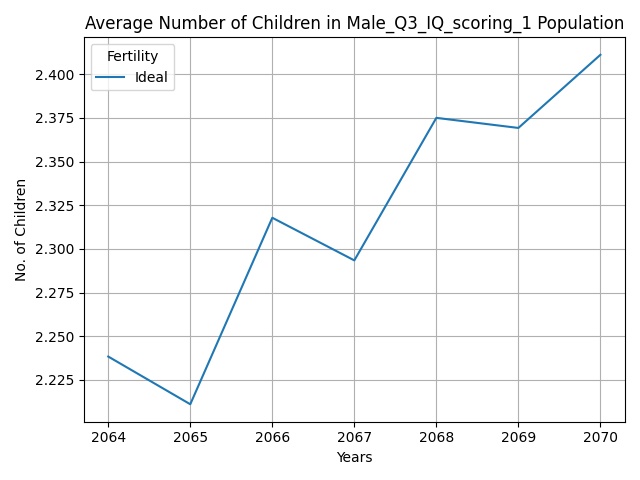 Average Number of Children in Male_Q3_IQ_scoring_1 Population
Fertility
Ideal
No. of Children
2.400
2.375
2.350
2.325
2.300
2.275
2.250
2.225
2064 2065 2066 2067 2068 2069 2070
Years